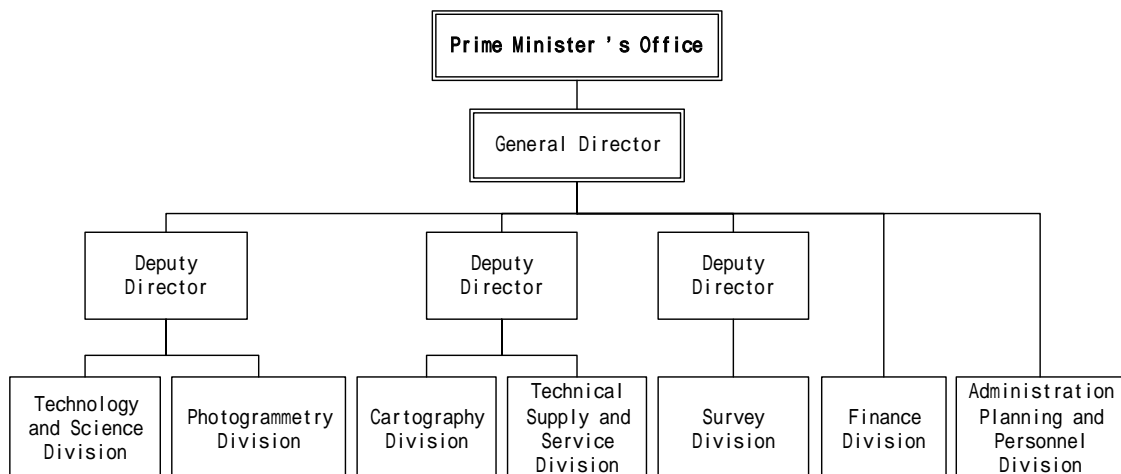 Prime Minister 's Office
General Director
Deputy
Director
Deputy
Director
Deputy
Director
Technology
and Science
Division
Photogrammetry
Division
Cartography
Division
Technical
Supply and
Service
Division
Survey
Division
Finance
Division
Administration
Planning and
Personnel
Division